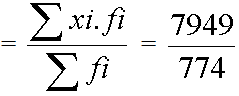 = ∑ xi. fi / ∑ fi = 7949 / 774